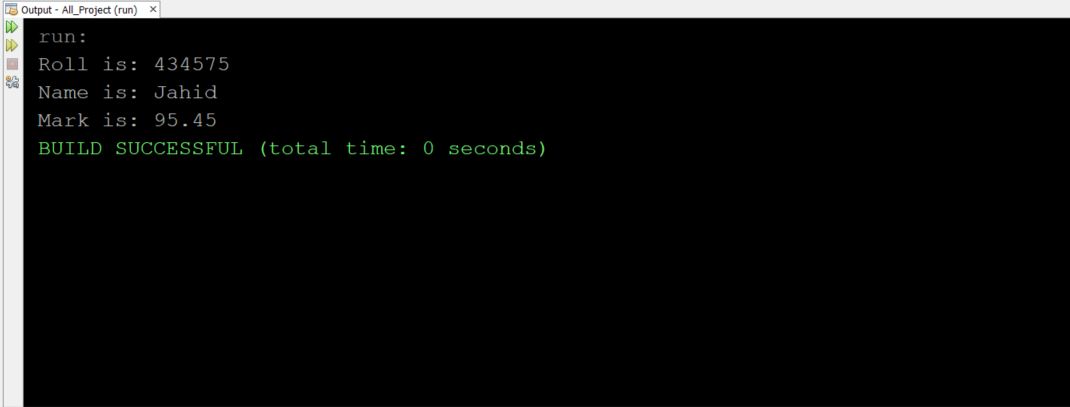 Output - All_Project (run)
run:
Roll is: 434575
Name is: Jahid
Mark is: 95.45
BUILD SUCCESSFUL (total time: 0 seconds)